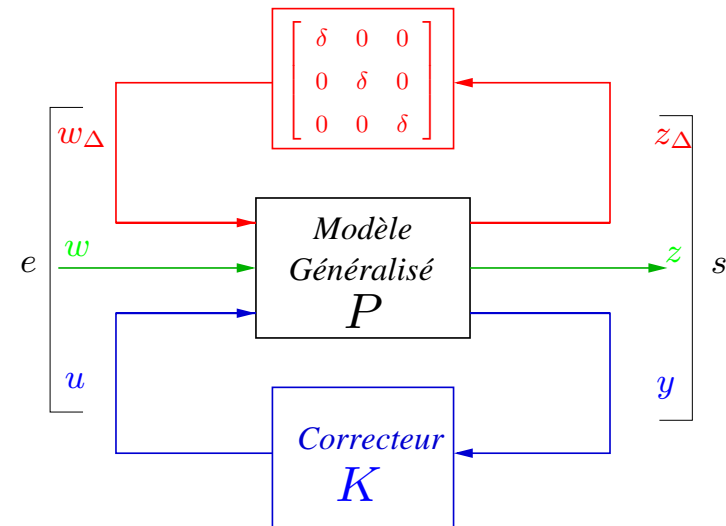 δ 0 0
0 δ 0
0 0 δ
w_Δ z_Δ
e w Modèle z s
Généralisé
P
u y
Correcteur
K